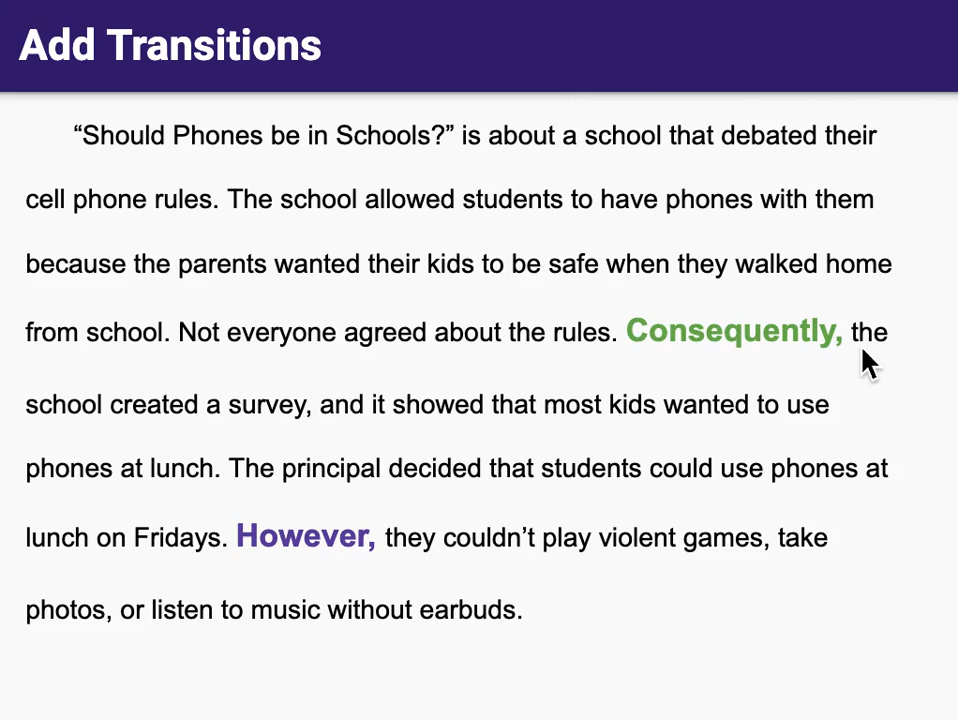 Add Transitions
“Should Phones be in Schools?” is about a school that debated their
cell phone rules. The school allowed students to have phones with them
because the parents wanted their kids to be safe when they walked home
from school. Not everyone agreed about the rules. Consequently, the
school created a survey, and it showed that most kids wanted to use
phones at lunch. The principal decided that students could use phones at
lunch on Fridays. However, they couldn’t play violent games, take
photos, or listen to music without earbuds.